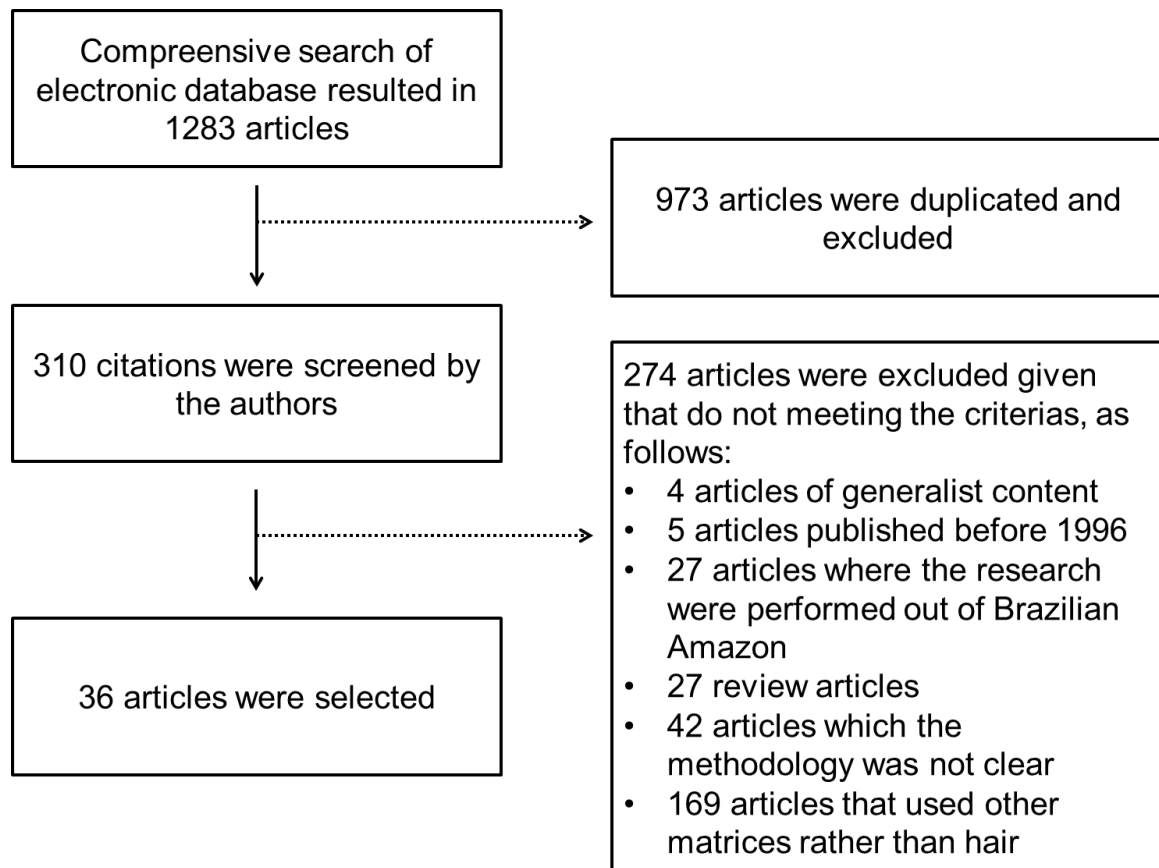 Compreensive search of
electronic database resulted in
1283 articles
973 articles were duplicated and
excluded
310 citations were screened by
the authors
274 articles were excluded given
that do not meeting the criterias, as
follows:
• 4 articles of generalist content
• 5 articles published before 1996
• 27 articles where the research
were performed out of Brazilian
Amazon
• 27 review articles
• 42 articles which the
methodology was not clear
• 169 articles that used other
matrices rather than hair
36 articles were selected